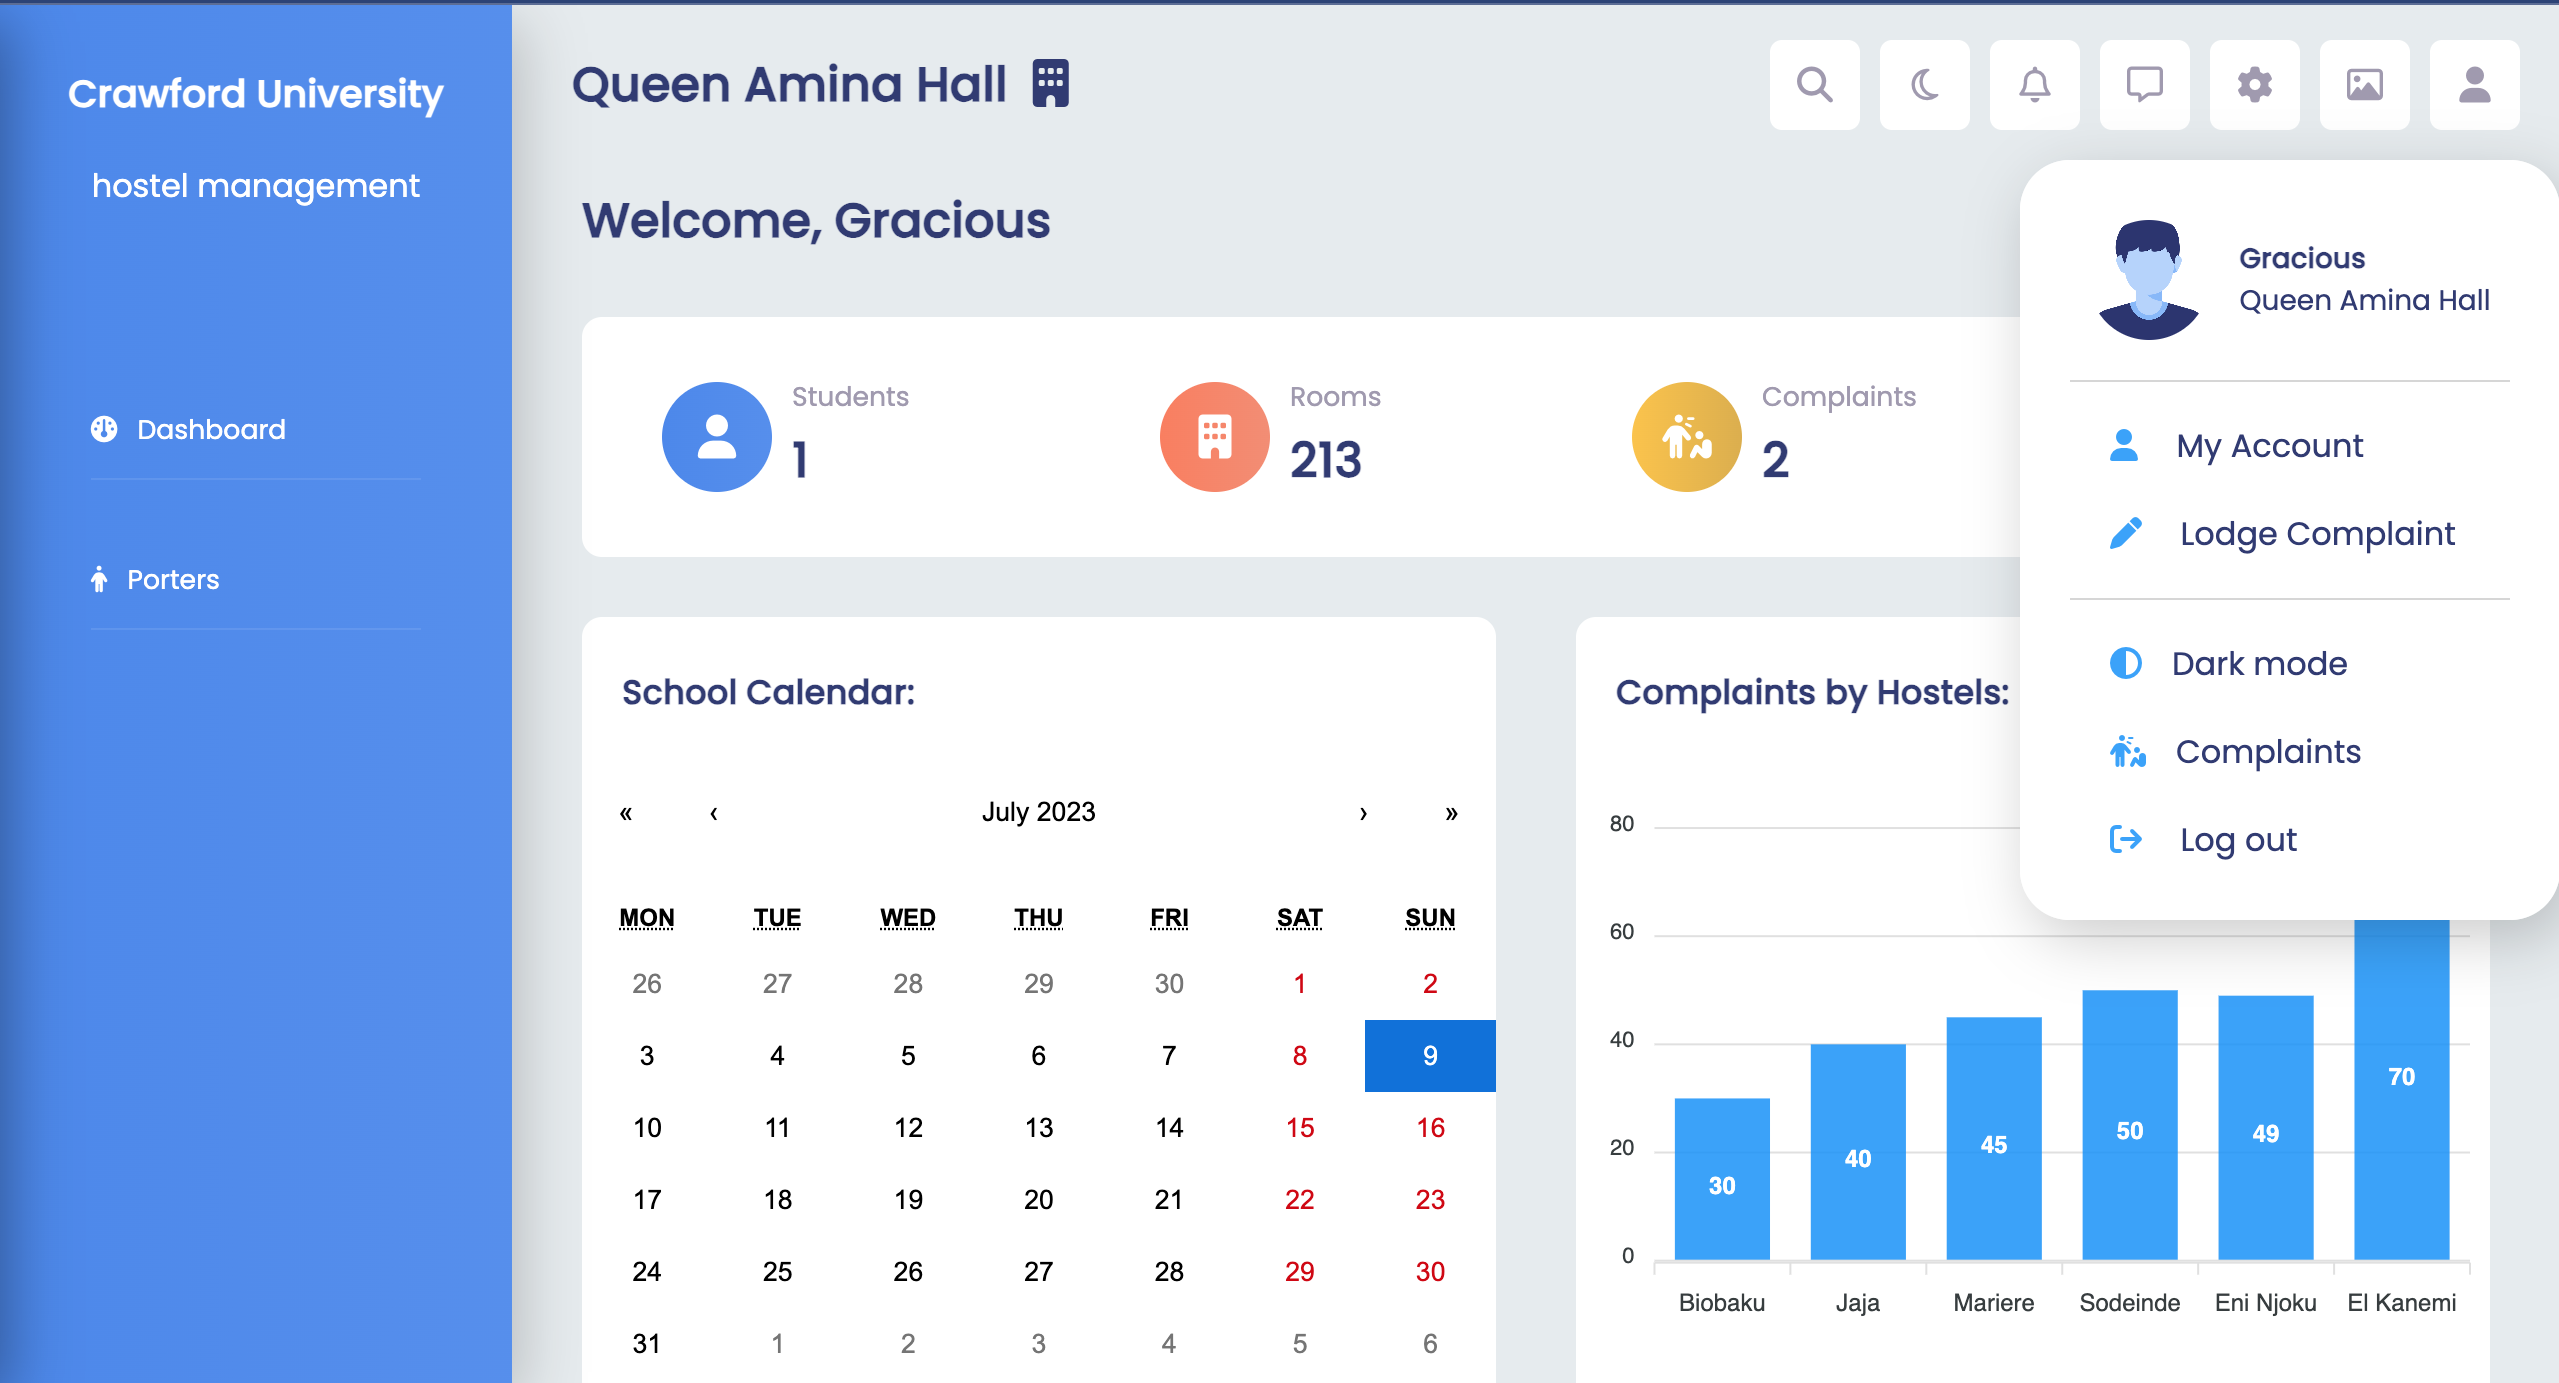 Crawford University
hostel management
Dashboard
Porters
Queen Amina Hall
Welcome, Gracious
Students
1
Rooms
213
Complaints
2
Gracious
Queen Amina Hall
My Account
Lodge Complaint
Dark mode
Complaints
Log out
School Calendar:
« ‹ July 2023 › »
MON TUE WED THU FRI SAT SUN
26 27 28 29 30 1 2
3 4 5 6 7 8 9
10 11 12 13 14 15 16
17 18 19 20 21 22 23
24 25 26 27 28 29 30
31 1 2 3 4 5 6
Complaints by Hostels:
80
60
40
20
0
30 40 45 50 49 70
Biobaku Jaja Mariere Sodeinde Eni Njoku El Kanemi